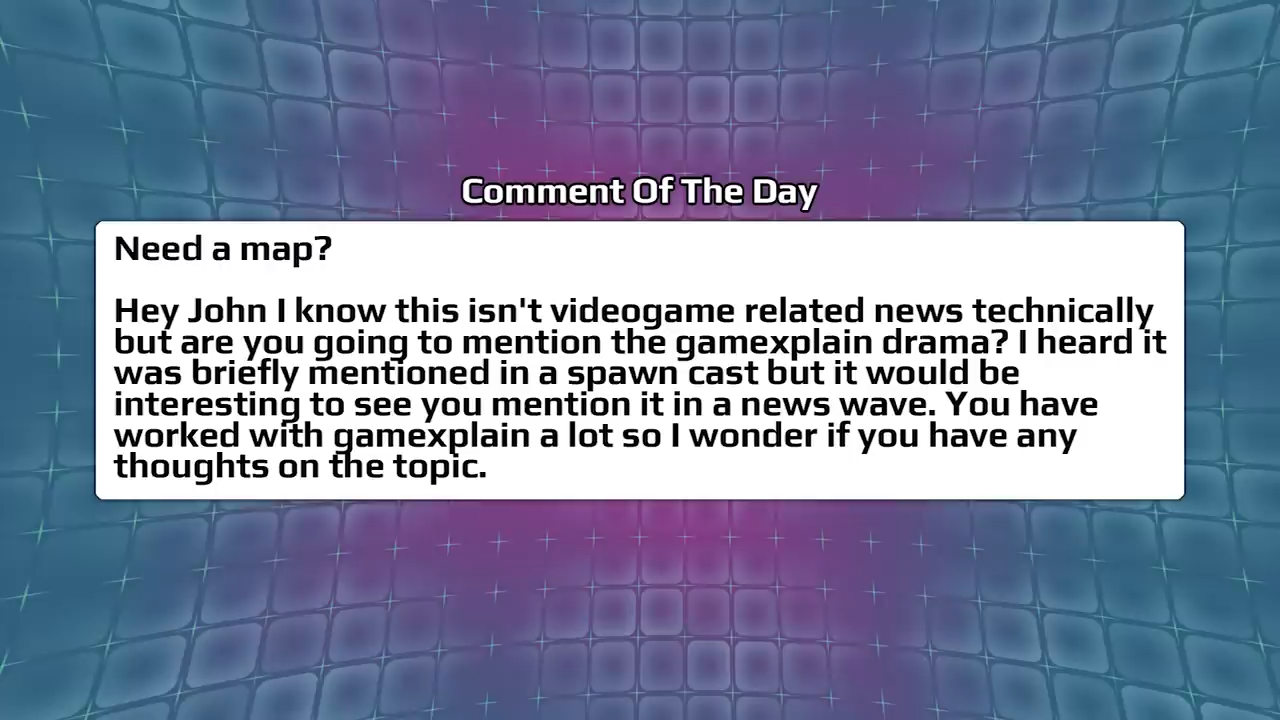 Comment Of The Day
Need a map?
Hey John I know this isn't videogame related news technically
but are you going to mention the gamexplain drama? I heard it
was briefly mentioned in a spawn cast but it would be
interesting to see you mention it in a news wave. You have
worked with gamexplain a lot so I wonder if you have any
thoughts on the topic.